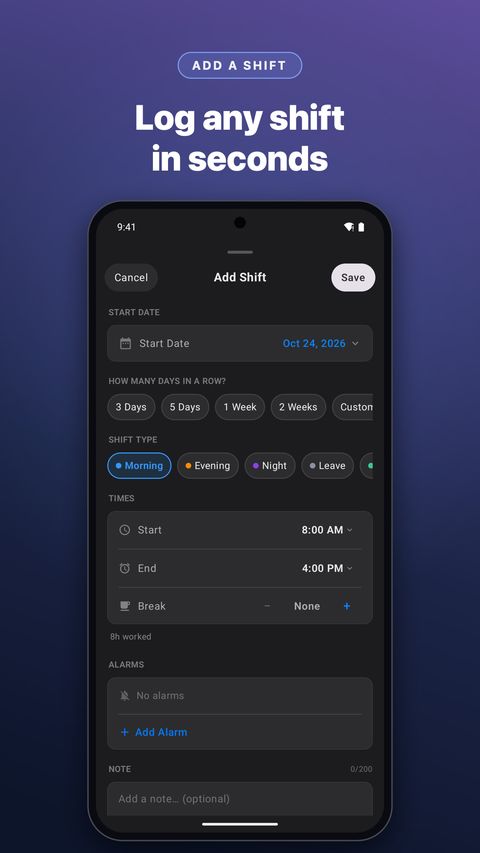 ADD A SHIFT
Log any shift
in seconds
9:41
Cancel
Add Shift
Save
START DATE
Start Date
Oct 24, 2026
HOW MANY DAYS IN A ROW?
3 Days
5 Days
1 Week
2 Weeks
Custom
SHIFT TYPE
Morning
Evening
Night
Leave
TIMES
Start
8:00 AM
End
4:00 PM
Break
−
None
+
8h worked
ALARMS
No alarms
+ Add Alarm
NOTE
0/200
Add a note… (optional)